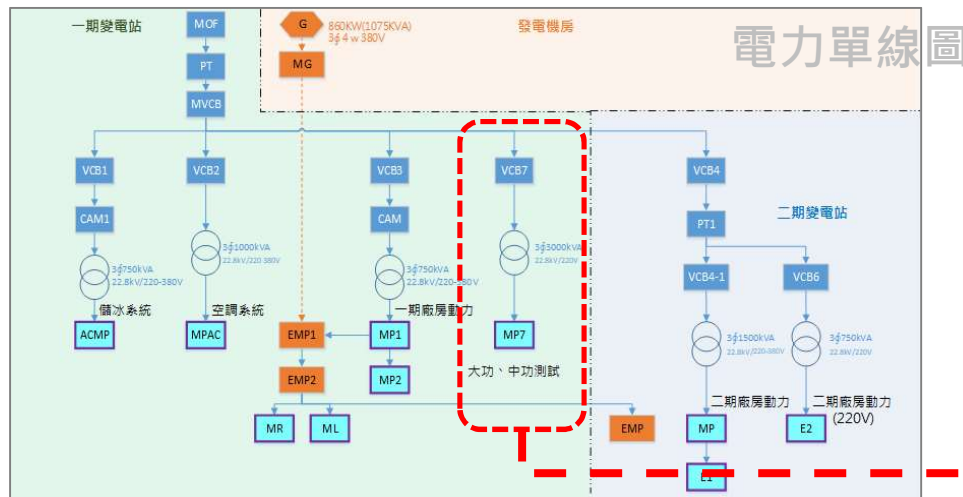 電力單線圖
一期變電站
MOF
G
860KW(1075KVA)
3∮4 w 380V
發電機房
PT
MG
MVCB
VCB1
VCB2
VCB3
VCB7
VCB4
CAM1
CAM
PT1
二期變電站
3∮750kVA
22.8kV/220-380V
3∮1000kVA
22.8kV/220-380V
3∮750kVA
22.8kV/220-380V
3∮3000kVA
22.8kV/220V
VCB4-1
VCB6
儲冰系統
空調系統
一期廠房動力
3∮1500kVA
22.8kV/220-380V
3∮750kVA
22.8kV/220V
ACMP
MPAC
EMP1
MP1
MP7
EMP2
MP2
大功、中功測試
二期廠房動力
二期廠房動力
(220V)
MR
ML
EMP
MP
E2
E1